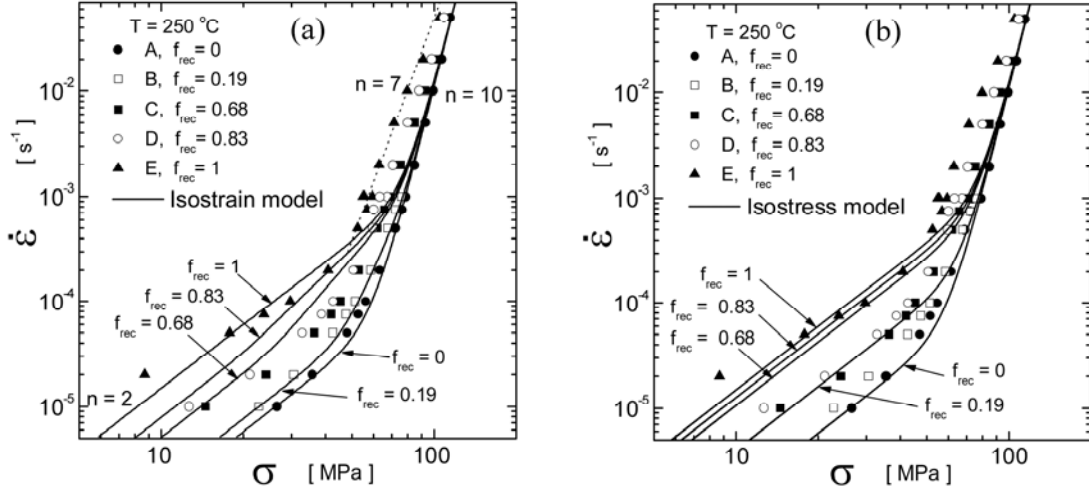 T = 250 °C
(a)
A, f_rec = 0
B, f_rec = 0.19
C, f_rec = 0.68
D, f_rec = 0.83
E, f_rec = 1
Isostrain model
n = 7
n = 10
10⁻²
10⁻³
10⁻⁴
10⁻⁵
[ s⁻¹ ]
ε̇
f_rec = 1
f_rec = 0.83
f_rec = 0.68
n = 2
f_rec = 0
f_rec = 0.19
10
100
σ [ MPa ]
T = 250 °C
(b)
A, f_rec = 0
B, f_rec = 0.19
C, f_rec = 0.68
D, f_rec = 0.83
E, f_rec = 1
Isostress model
10⁻²
10⁻³
10⁻⁴
10⁻⁵
[ s⁻¹ ]
ε̇
f_rec = 1
f_rec = 0.83
f_rec = 0.68
f_rec = 0
f_rec = 0.19
10
100
σ [ MPa ]